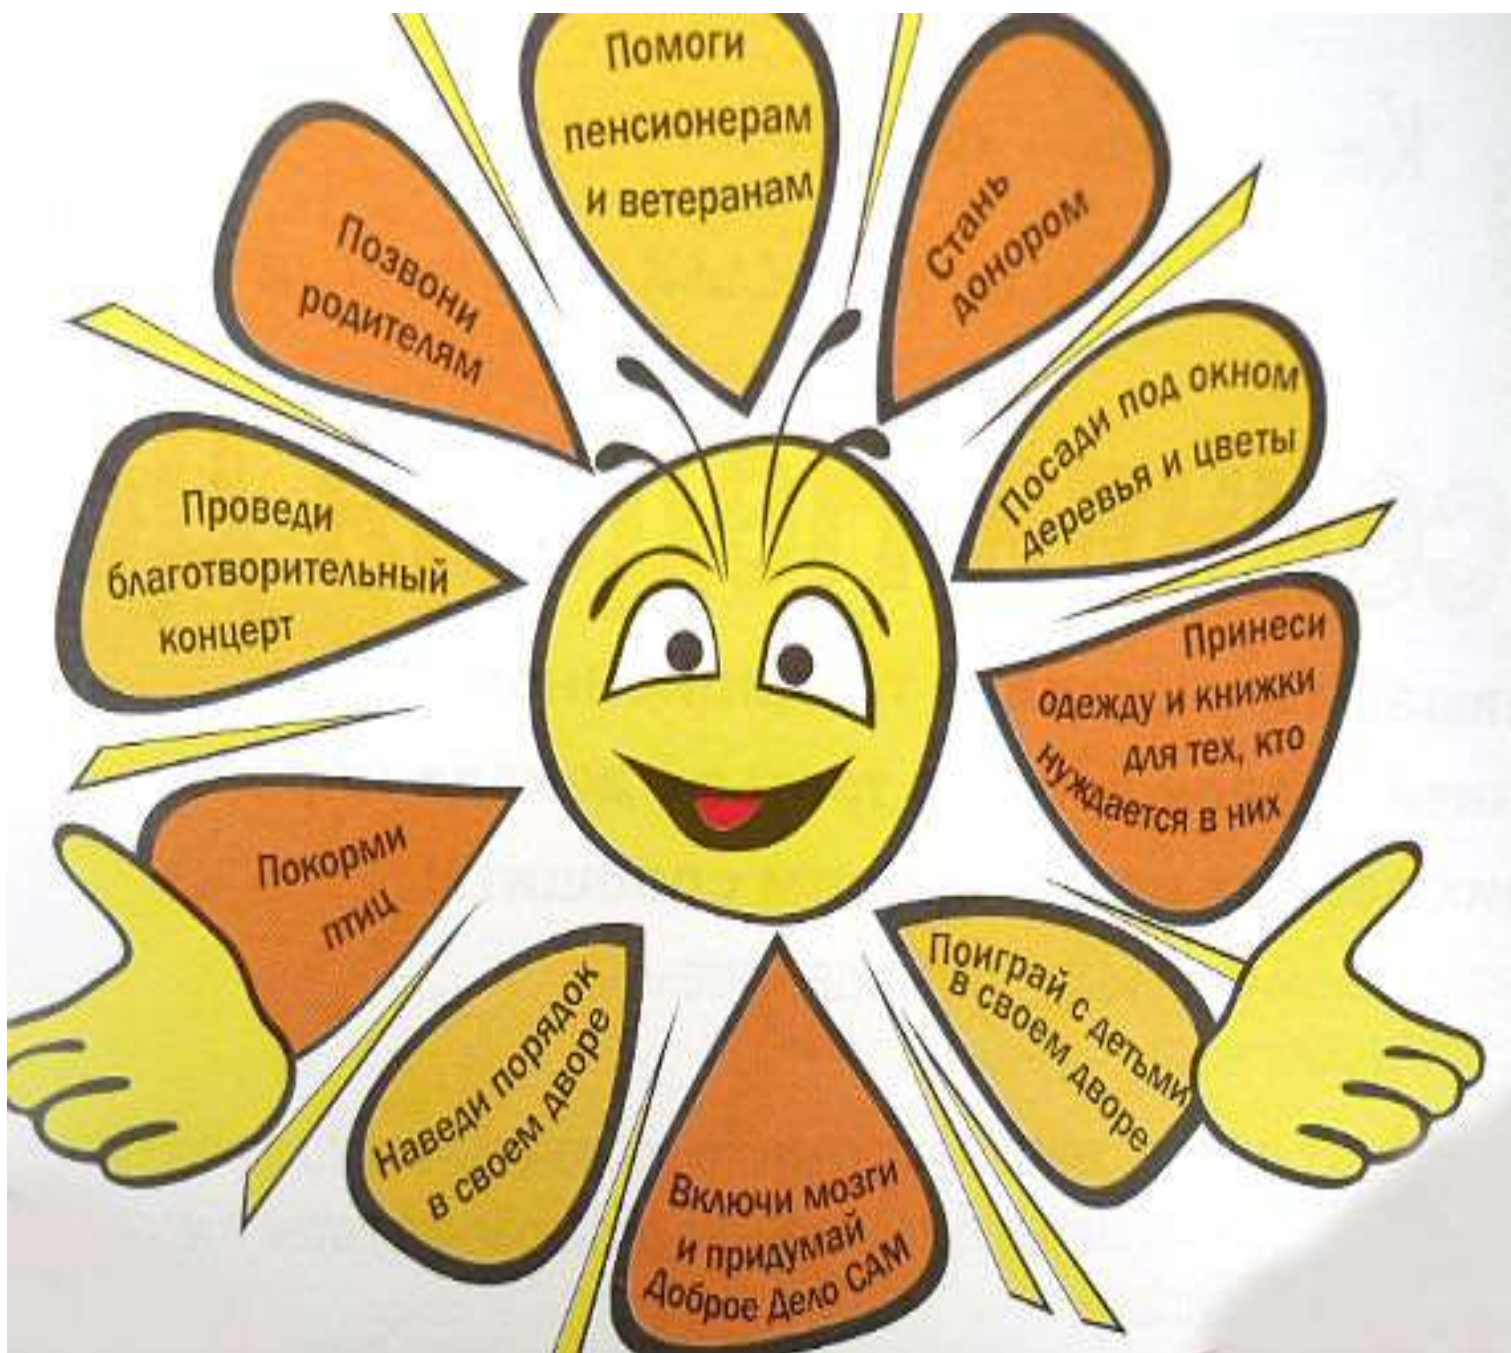 Помоги
пенсионерам
и ветеранам
Стань
донором
Посади под окном
деревья и цветы
Принеси
одежду и книжки
для тех, кто
нуждается в них
Поиграй с детьми
в своем дворе
Включи мозги
и придумай
Доброе Дело САМ
Наведи порядок
в своем дворе
Покорми
птиц
Проведи
благотворительный
концерт
Позвони
родителям